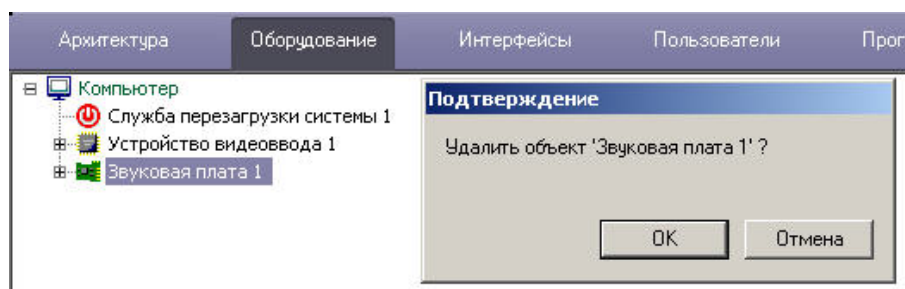 Архитектура Оборудование Интерфейсы Пользователи
Компьютер
Служба перезагрузки системы 1
Устройство видеоввода 1
Звуковая плата 1
Подтверждение
Удалить объект 'Звуковая плата 1' ?
OK Отмена